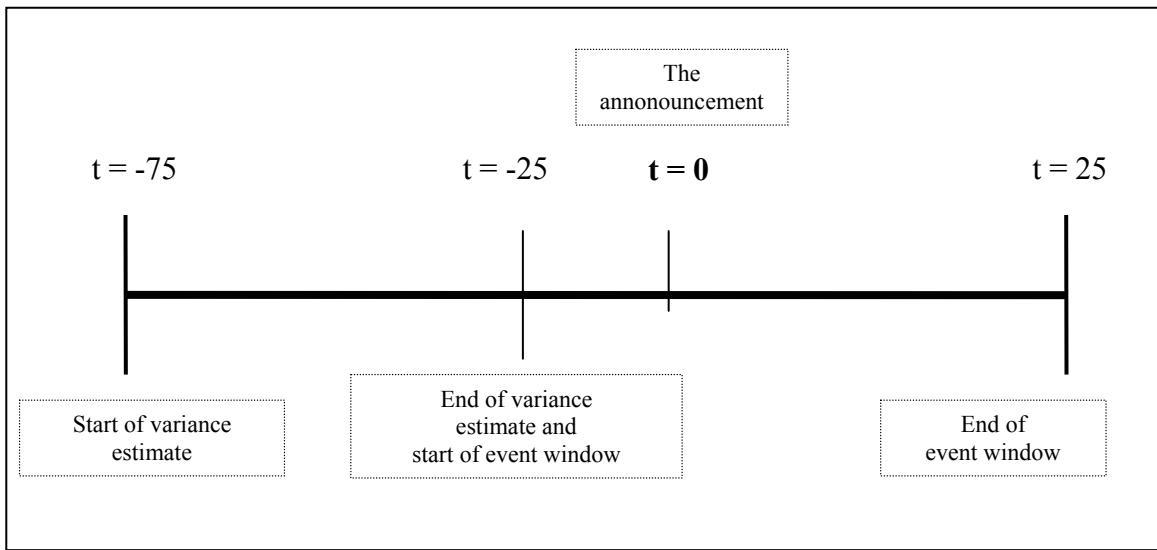 The
annonouncement
t = -75
t = -25
t = 0
t = 25
Start of variance
estimate
End of variance
estimate and
start of event window
End of
event window